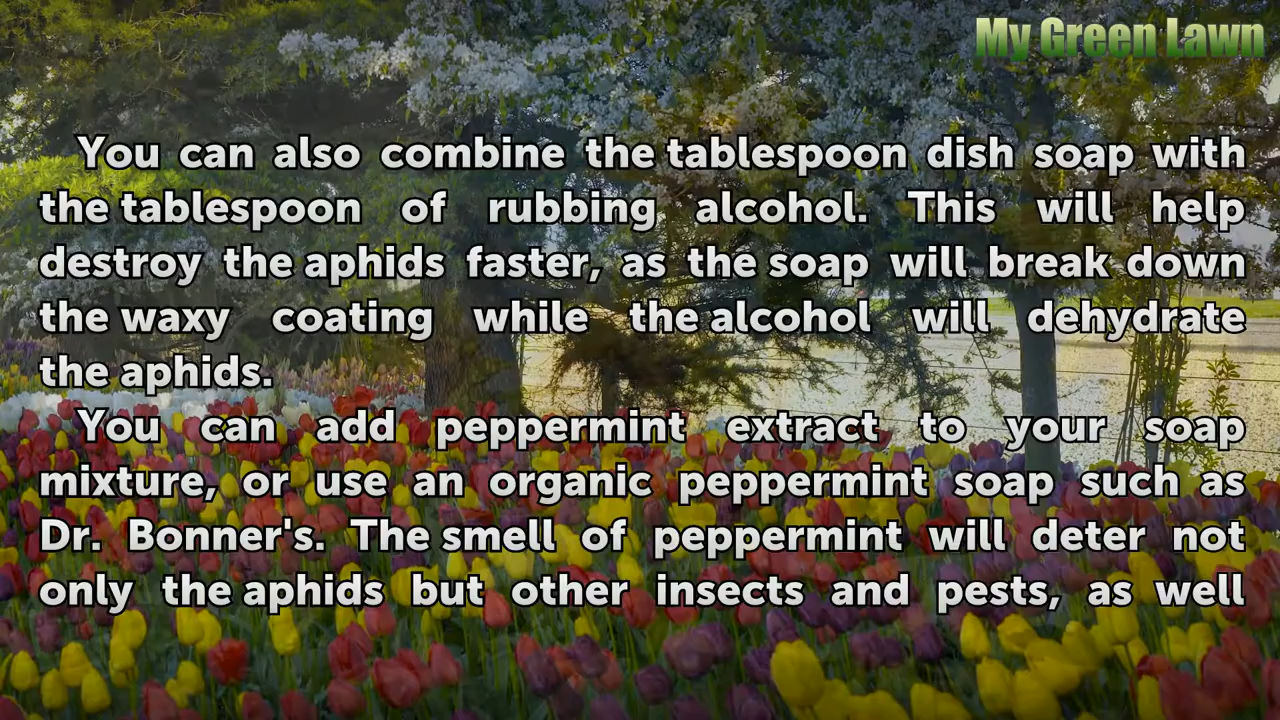 My Green Lawn
You can also combine the tablespoon dish soap with
the tablespoon of rubbing alcohol. This will help
destroy the aphids faster, as the soap will break down
the waxy coating while the alcohol will dehydrate
the aphids.
You can add peppermint extract to your soap
mixture, or use an organic peppermint soap such as
Dr. Bonner's. The smell of peppermint will deter not
only the aphids but other insects and pests, as well